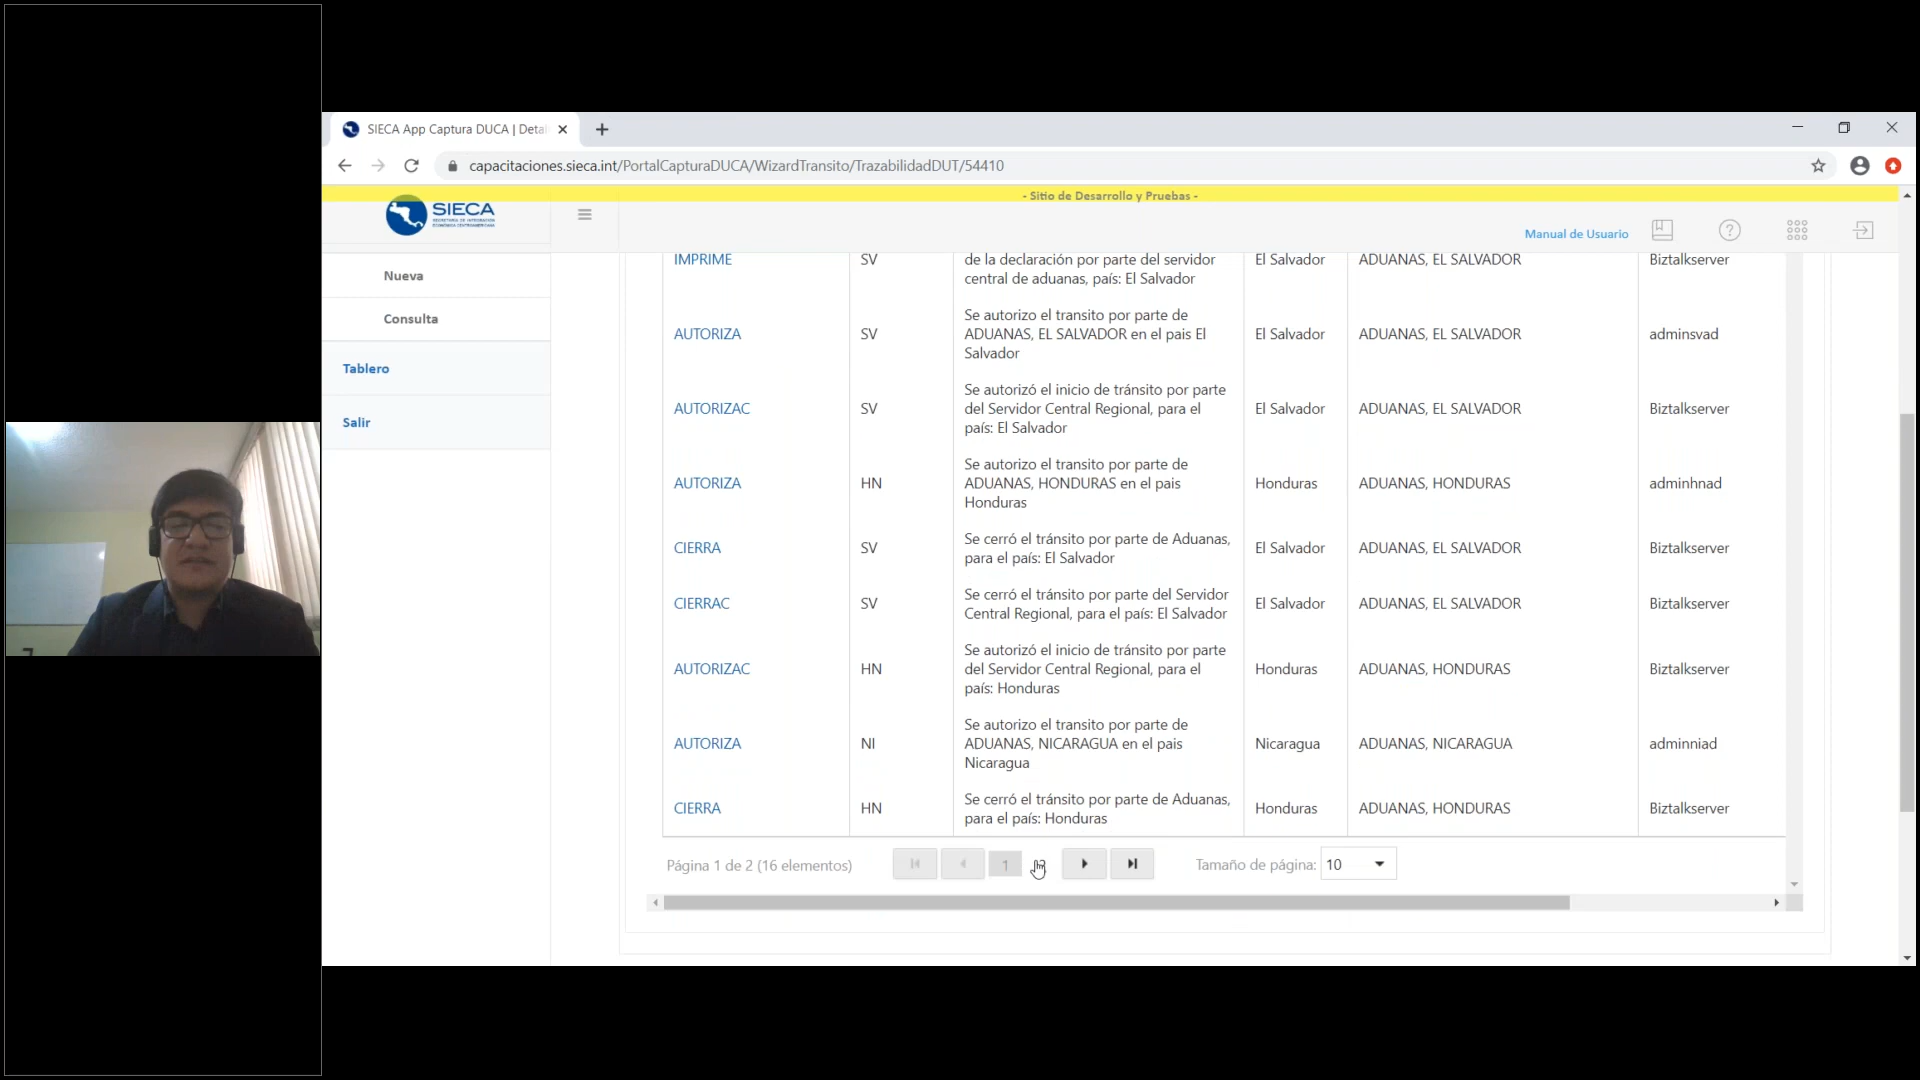 SIECA App Captura DUCA | Detal
capacitaciones.sieca.int/PortalCapturaDUCA/WizardTransito/TrazabilidadDUT/54410
- Sitio de Desarrollo y Pruebas -
SIECA
Manual de Usuario
Nueva
Consulta
Tablero
Salir
IMPRIME SV de la declaración por parte del servidor El Salvador ADUANAS, EL SALVADOR Biztalkserver
central de aduanas, país: El Salvador
Se autorizo el transito por parte de
AUTORIZA SV ADUANAS, EL SALVADOR en el pais El El Salvador ADUANAS, EL SALVADOR adminsvad
Salvador
Se autorizó el inicio de tránsito por parte
AUTORIZAC SV del Servidor Central Regional, para el El Salvador ADUANAS, EL SALVADOR Biztalkserver
país: El Salvador
Se autorizo el transito por parte de
AUTORIZA HN ADUANAS, HONDURAS en el pais Honduras ADUANAS, HONDURAS adminhnad
Honduras
Se cerró el tránsito por parte de Aduanas,
CIERRA SV para el país: El Salvador El Salvador ADUANAS, EL SALVADOR Biztalkserver
Se cerró el tránsito por parte del Servidor
CIERRAC SV Central Regional, para el país: El Salvador El Salvador ADUANAS, EL SALVADOR Biztalkserver
Se autorizó el inicio de tránsito por parte
AUTORIZAC HN del Servidor Central Regional, para el Honduras ADUANAS, HONDURAS Biztalkserver
país: Honduras
Se autorizo el transito por parte de
AUTORIZA NI ADUANAS, NICARAGUA en el pais Nicaragua ADUANAS, NICARAGUA adminniad
Nicaragua
Se cerró el tránsito por parte de Aduanas,
CIERRA HN para el país: Honduras Honduras ADUANAS, HONDURAS Biztalkserver
Página 1 de 2 (16 elementos) 1 Tamaño de página: 10